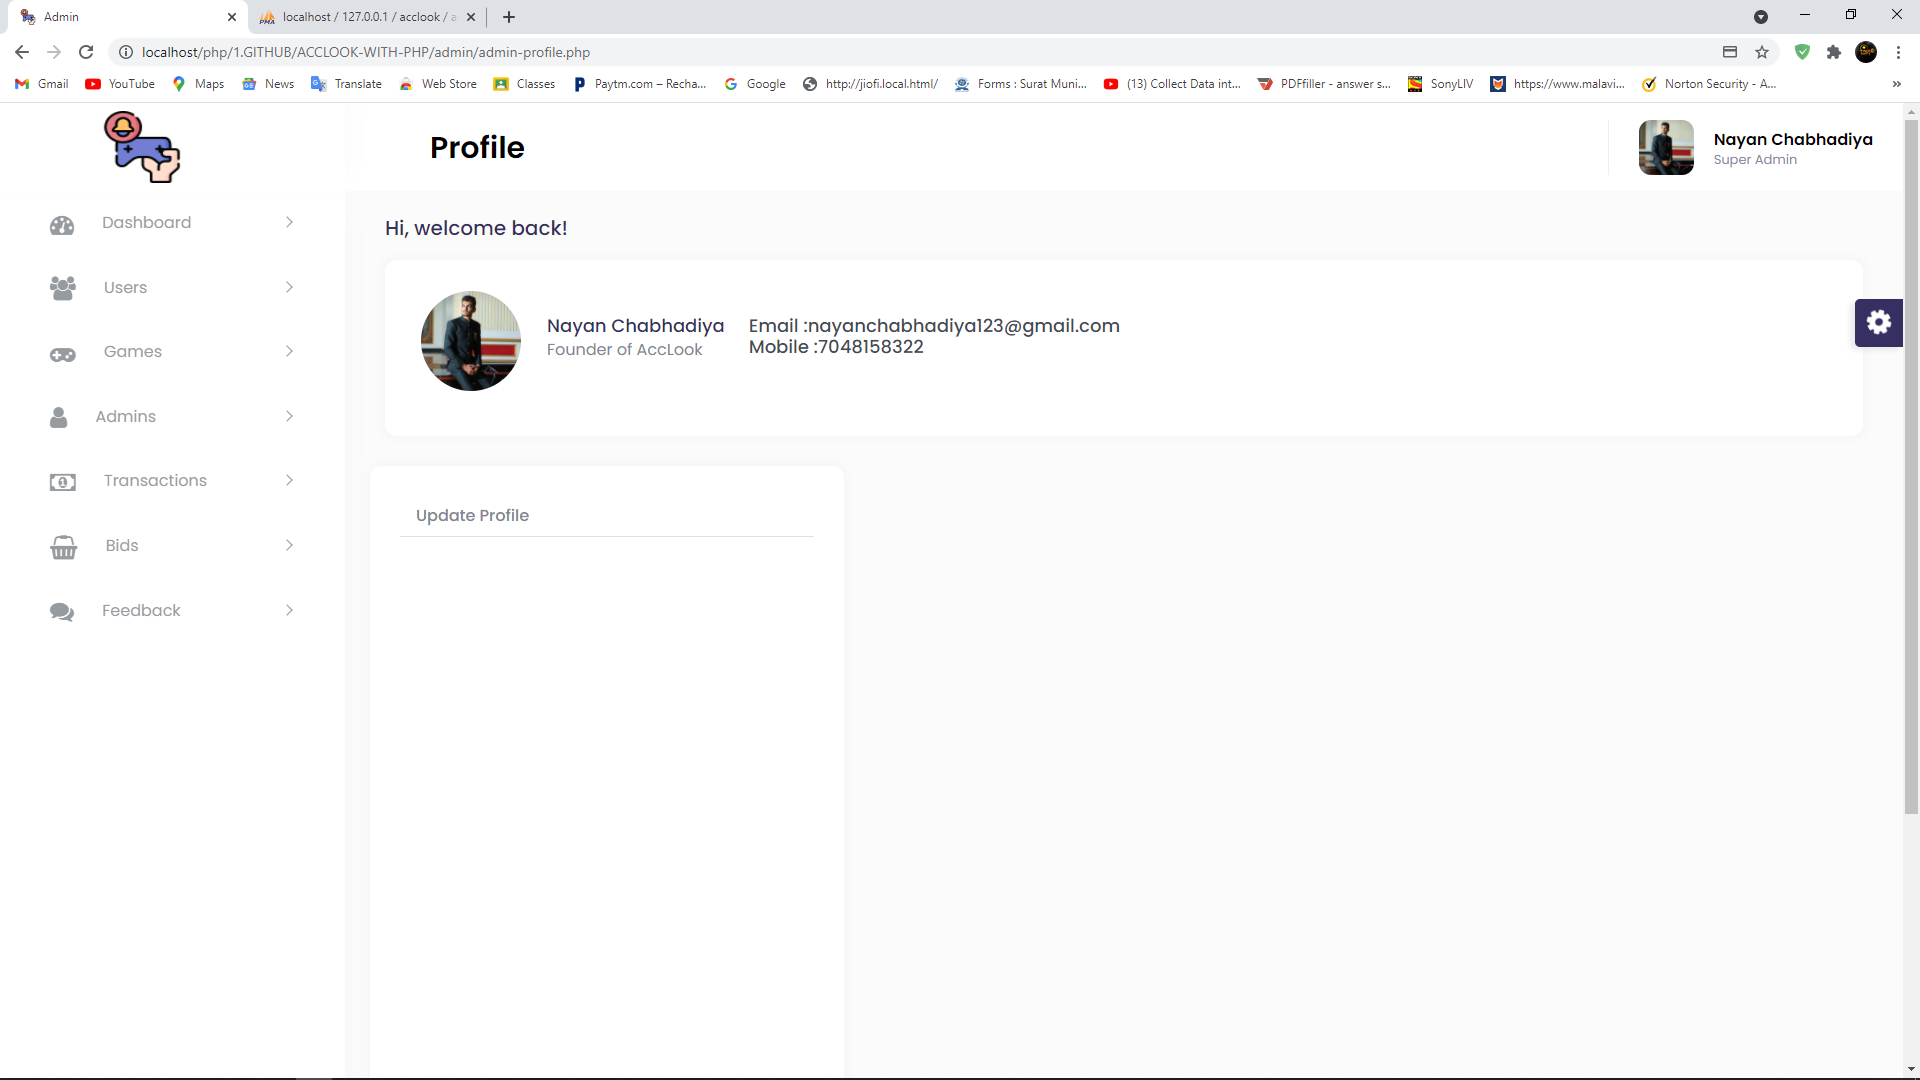 Admin
localhost / 127.0.0.1 / acclook / a
localhost/php/1.GITHUB/ACCLOOK-WITH-PHP/admin/admin-profile.php
Gmail YouTube Maps News Translate Web Store Classes Paytm.com – Recha... Google http://jiofi.local.html/ Forms : Surat Muni... (13) Collect Data int... PDFfiller - answer s... SonyLIV https://www.malavi... Norton Security - A... »
Profile
Nayan Chabhadiya
Super Admin
Dashboard
Users
Games
Admins
Transactions
Bids
Feedback
Hi, welcome back!
Nayan Chabhadiya
Founder of AccLook
Email :nayanchabhadiya123@gmail.com
Mobile :7048158322
Update Profile